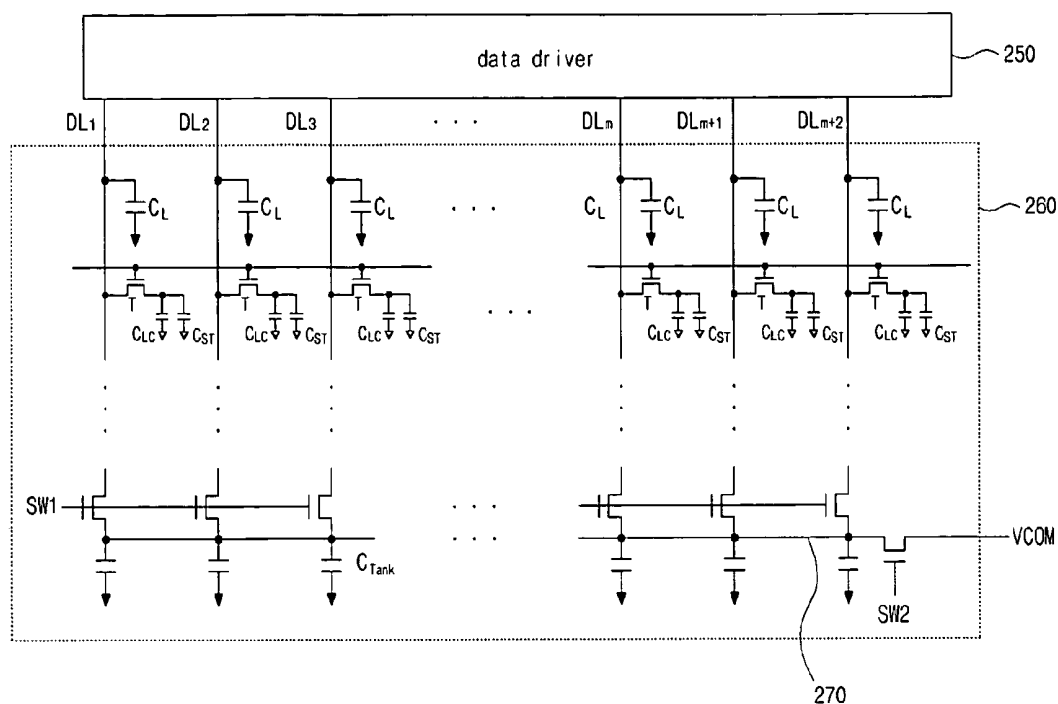 data driver
250
DL1 DL2 DL3 . . . DLm DLm+1 DLm+2
CL CL CL . . . CL CL CL CL
260
T T T T T T
CLC CST CLC CST CLC CST . . . CLC CST CLC CST CLC CST
SW1
. . .
VCOM
CTank
. . .
SW2
270